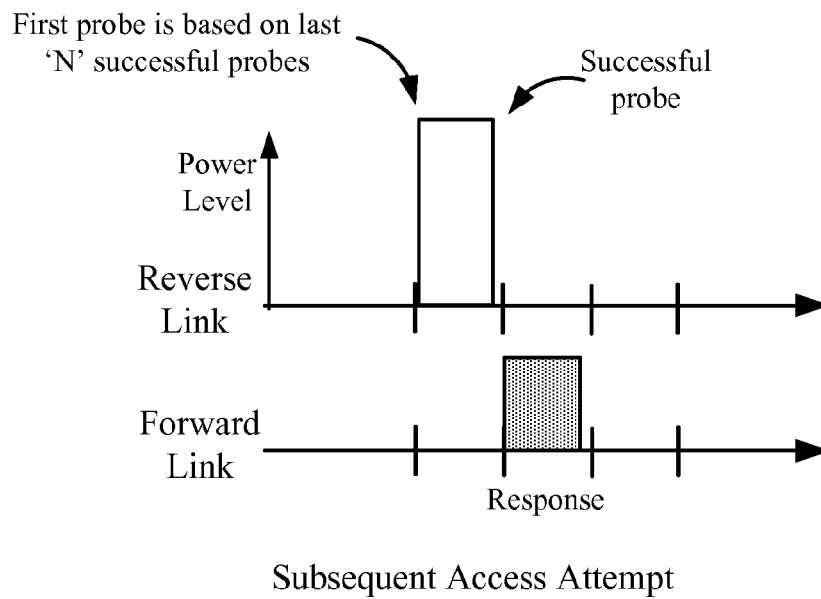 First probe is based on last
‘N’ successful probes
Successful
probe
Power
Level
Reverse
Link
Forward
Link
Response
Subsequent Access Attempt